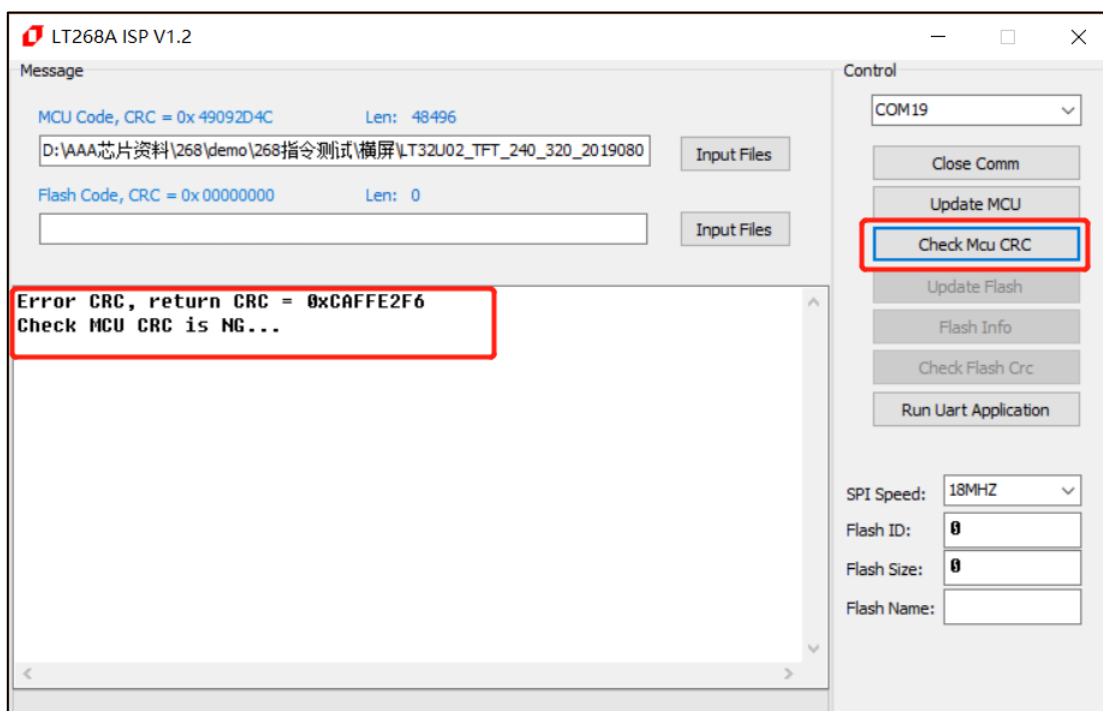 LT268A ISP V1.2
Message
MCU Code, CRC = 0x 49092D4C Len: 48496
D:\AAA芯片资料\268\demo\268指令测试\横屏\LT32U02_TFT_240_320_2019080
Input Files
Flash Code, CRC = 0x 00000000 Len: 0
Input Files
Error CRC, return CRC = 0xCAFFE2F6
Check MCU CRC is NG...
Control
COM19
Close Comm
Update MCU
Check Mcu CRC
Update Flash
Flash Info
Check Flash Crc
Run Uart Application
SPI Speed: 18MHZ
Flash ID: 0
Flash Size: 0
Flash Name: